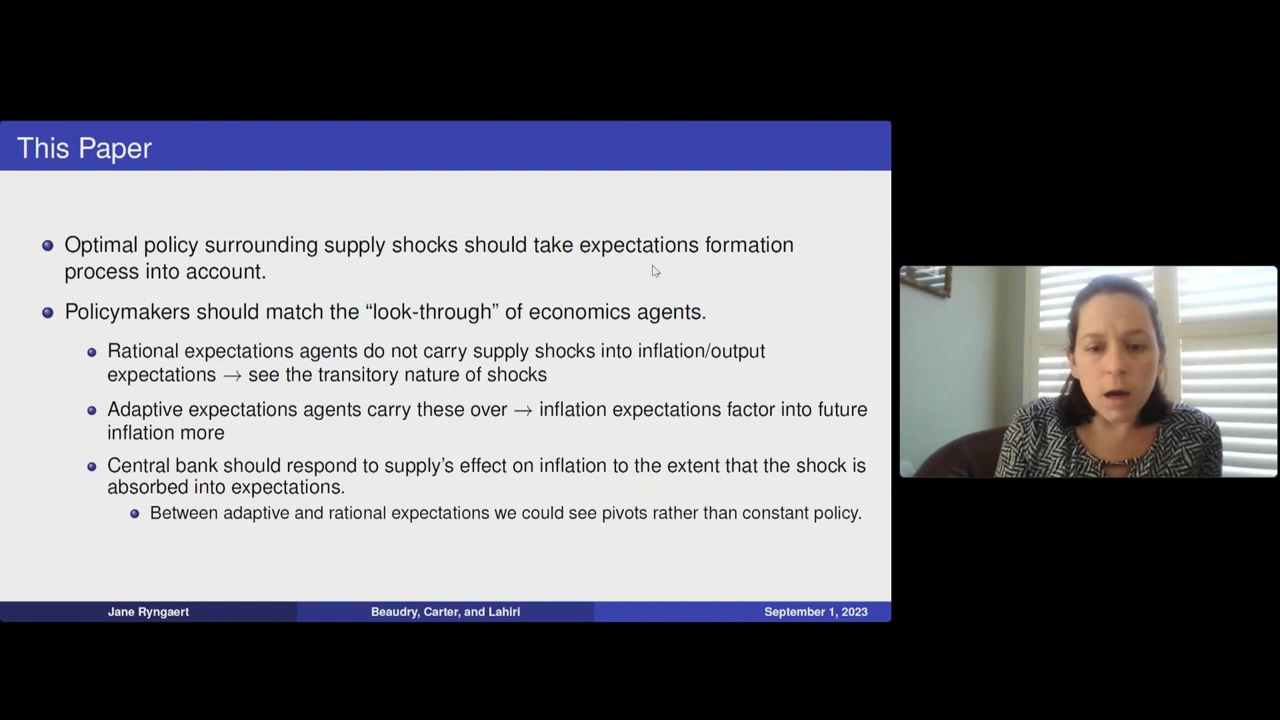 This Paper
Optimal policy surrounding supply shocks should take expectations formation
process into account.
Policymakers should match the “look-through” of economics agents.
Rational expectations agents do not carry supply shocks into inflation/output
expectations → see the transitory nature of shocks
Adaptive expectations agents carry these over → inflation expectations factor into future
inflation more
Central bank should respond to supply’s effect on inflation to the extent that the shock is
absorbed into expectations.
Between adaptive and rational expectations we could see pivots rather than constant policy.
Jane Ryngaert
Beaudry, Carter, and Lahiri
September 1, 2023